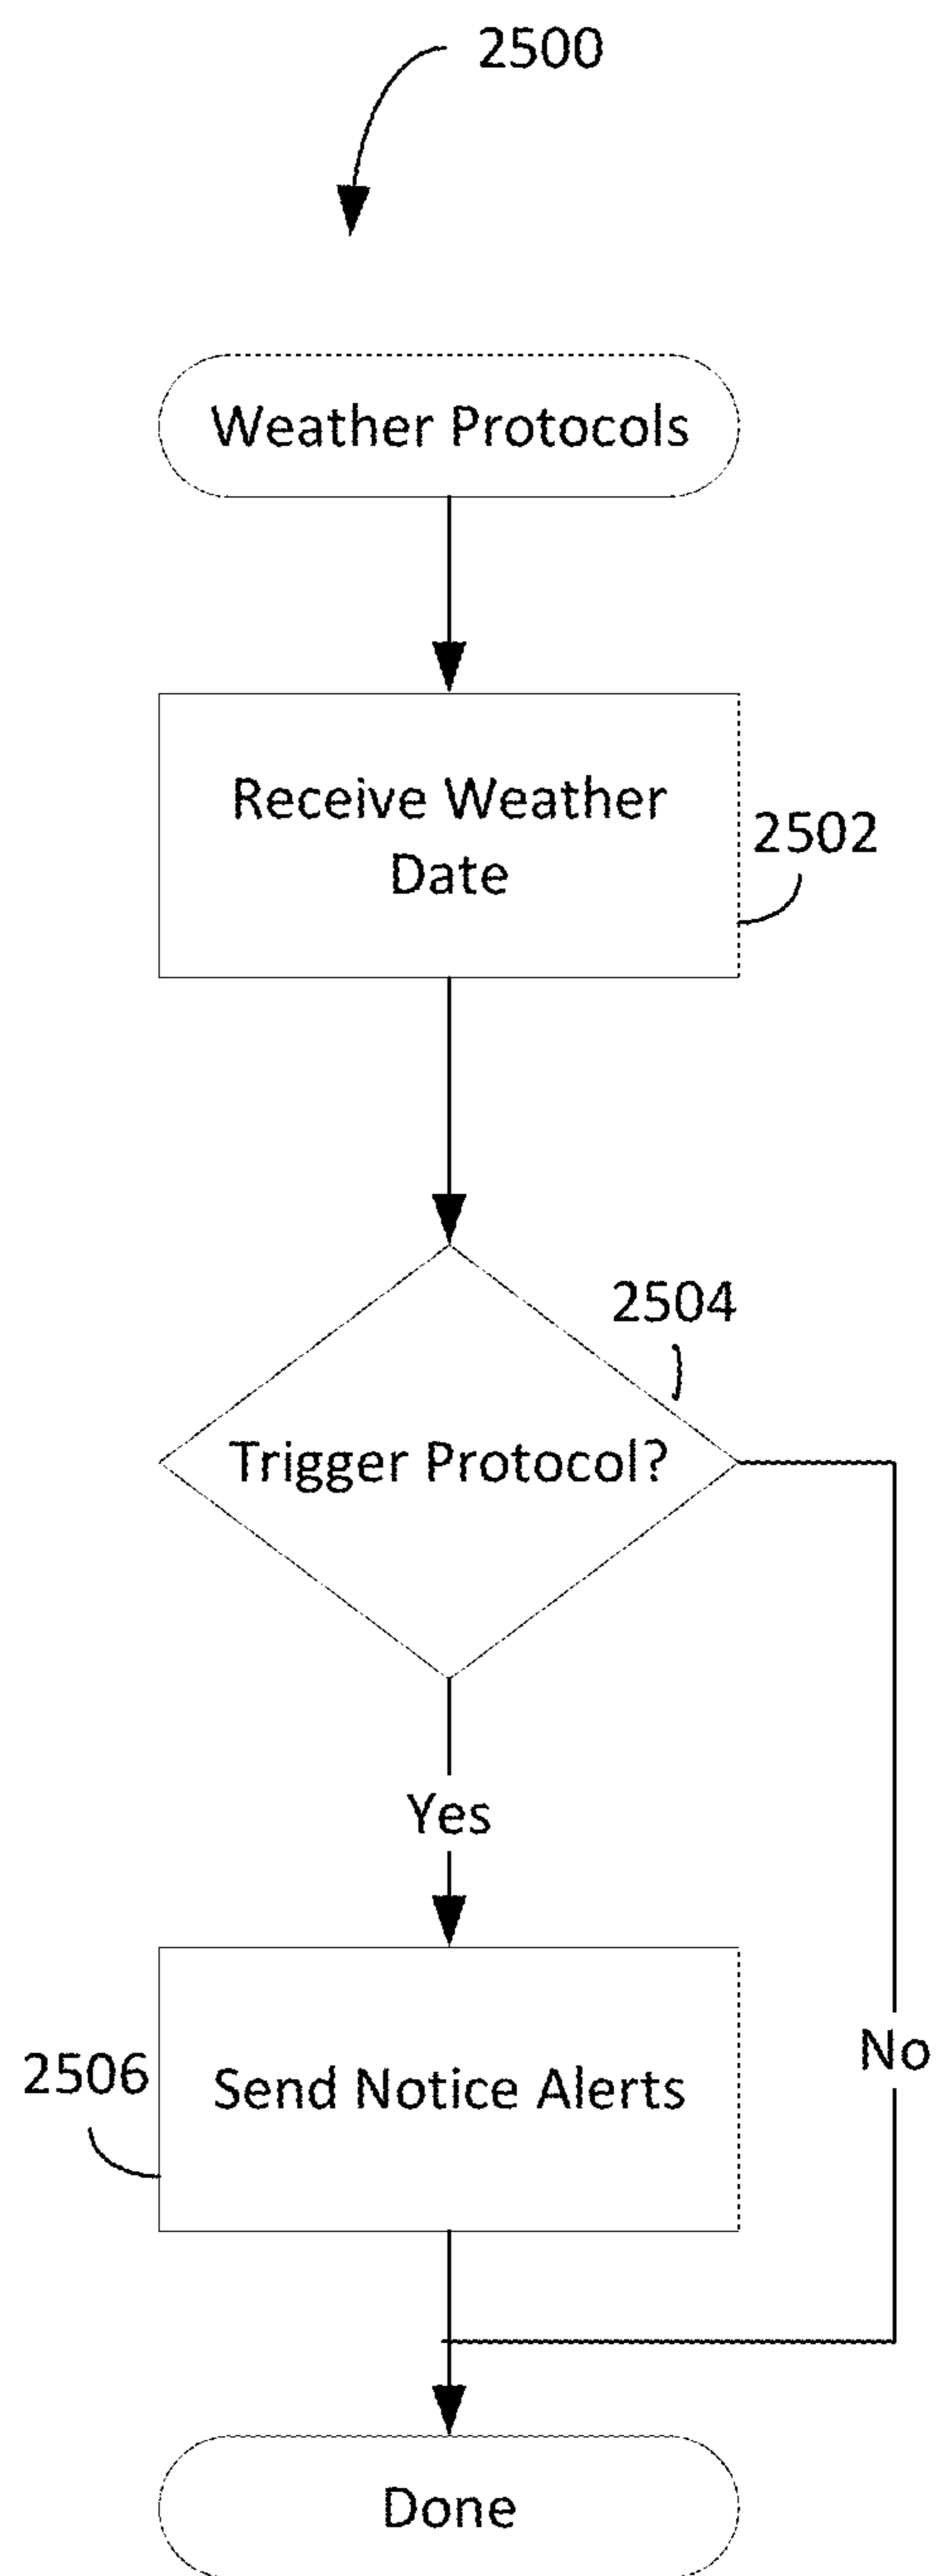 2500
Weather Protocols
Receive Weather
Date
2502
2504
Trigger Protocol?
Yes
No
2506
Send Notice Alerts
Done